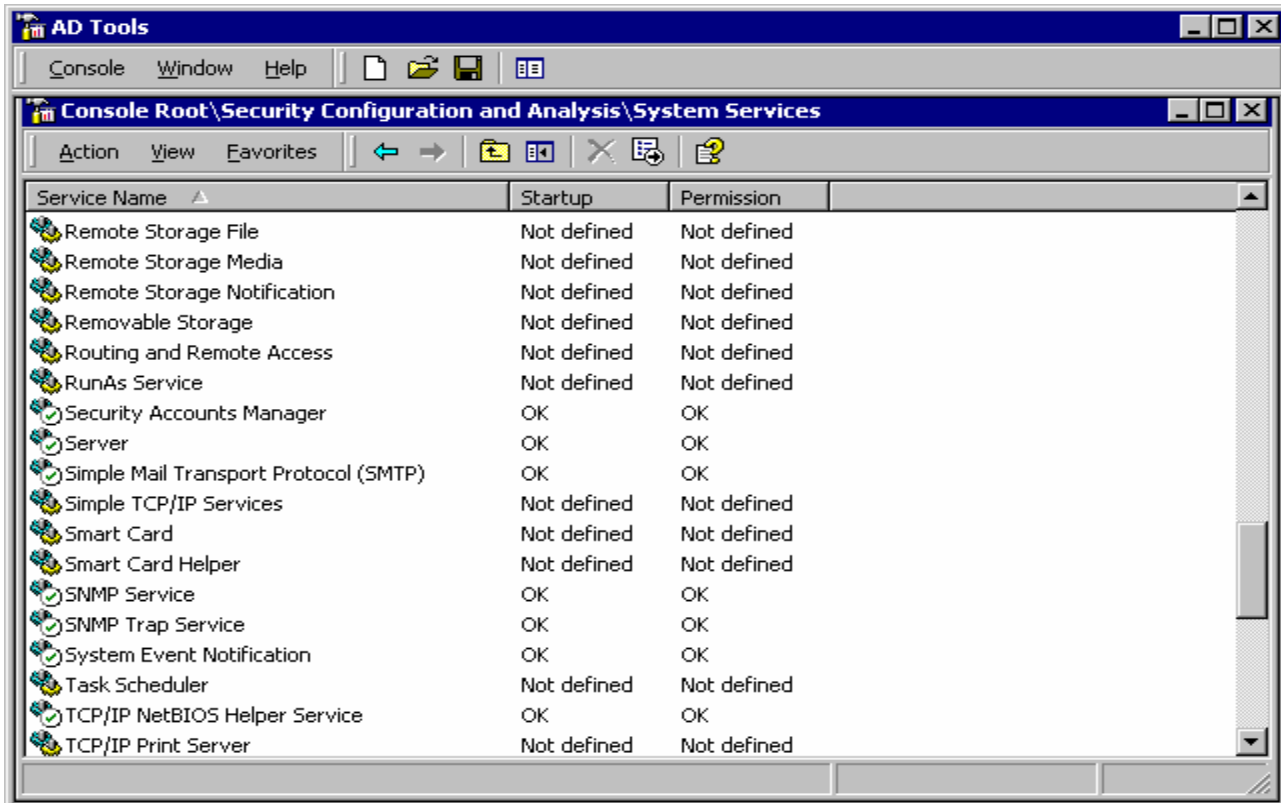 AD Tools
Console Window Help
Console Root\Security Configuration and Analysis\System Services
Action View Favorites
Service Name Startup Permission
Remote Storage File Not defined Not defined
Remote Storage Media Not defined Not defined
Remote Storage Notification Not defined Not defined
Removable Storage Not defined Not defined
Routing and Remote Access Not defined Not defined
RunAs Service Not defined Not defined
Security Accounts Manager OK OK
Server OK OK
Simple Mail Transport Protocol (SMTP) OK OK
Simple TCP/IP Services Not defined Not defined
Smart Card Not defined Not defined
Smart Card Helper Not defined Not defined
SNMP Service OK OK
SNMP Trap Service OK OK
System Event Notification OK OK
Task Scheduler Not defined Not defined
TCP/IP NetBIOS Helper Service OK OK
TCP/IP Print Server Not defined Not defined